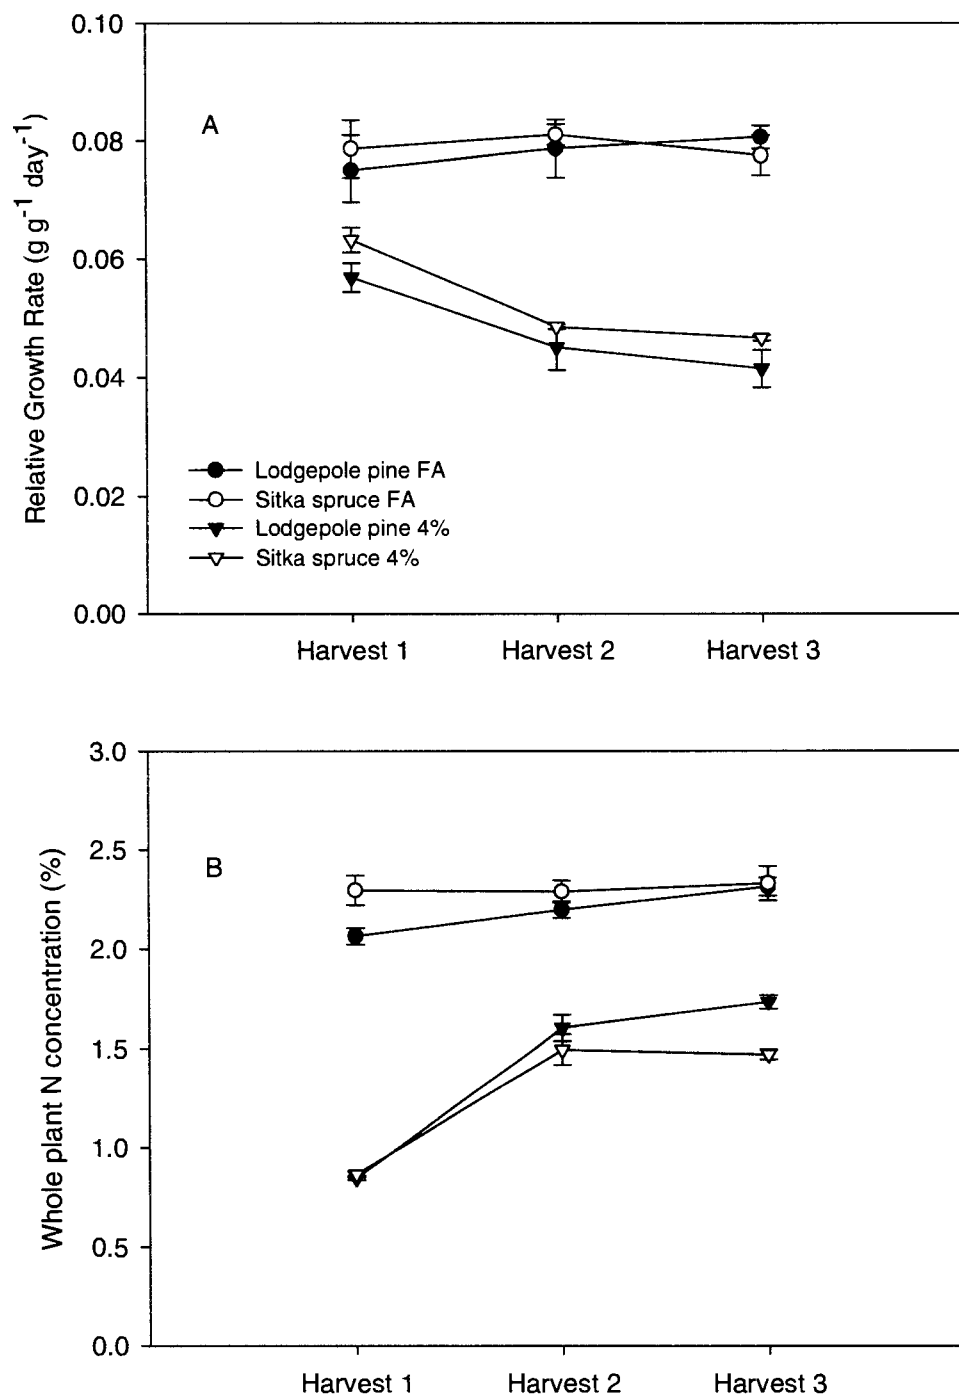 0.10
A
0.08
0.06
0.04
0.02
0.00
Relative Growth Rate (g g⁻¹ day⁻¹)
Lodgepole pine FA
Sitka spruce FA
Lodgepole pine 4%
Sitka spruce 4%
Harvest 1 Harvest 2 Harvest 3
3.0
2.5
B
2.0
1.5
1.0
0.5
0.0
Whole plant N concentration (%)
Harvest 1 Harvest 2 Harvest 3